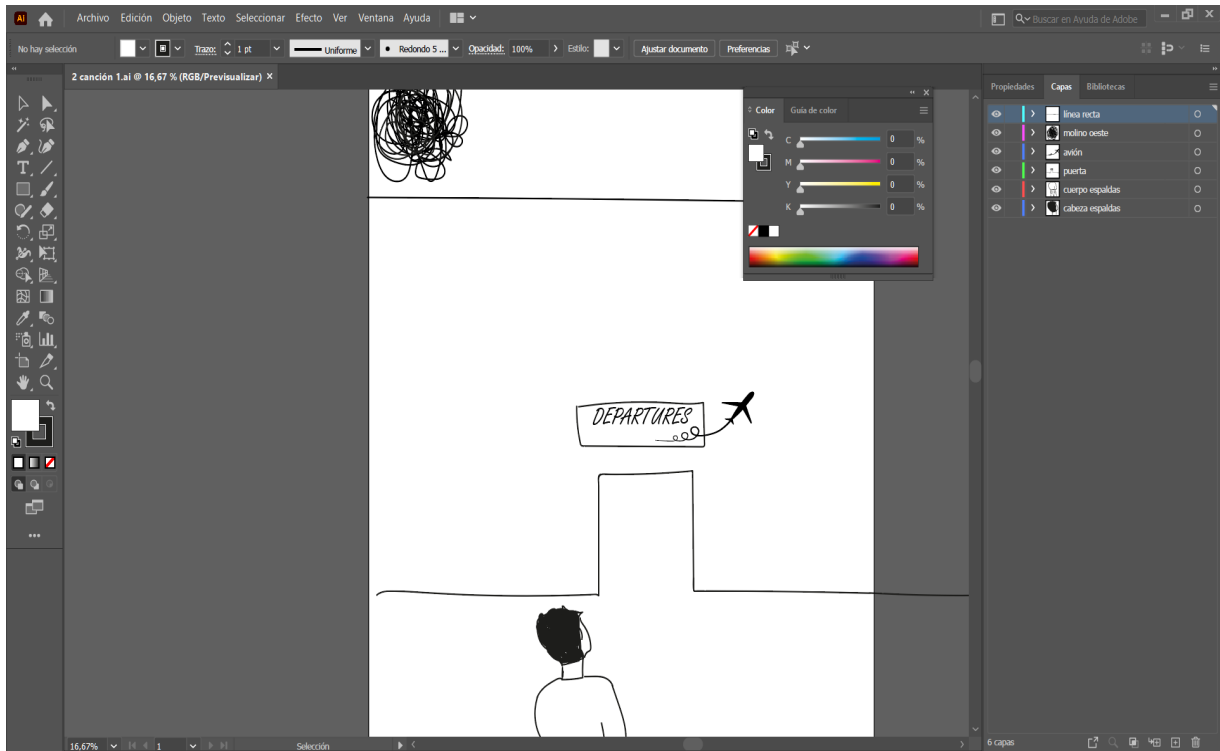 Ai Archivo Edición Objeto Texto Seleccionar Efecto Ver Ventana Ayuda Buscar en Ayuda de Adobe
No hay selección Trazo: 1 pt Uniforme Redondo 5 ... Opacidad: 100% Estilo: Ajustar documento Preferencias
2 canción 1.ai @ 16,67 % (RGB/Previsualizar) ×
Color Guía de color
C 0 %
M 0 %
Y 0 %
K 0 %
Propiedades Capas Bibliotecas
línea recta
molino oeste
avión
puerta
cuerpo espaldas
cabeza espaldas
DEPARTURES
16,67% 1 Selección
6 capas